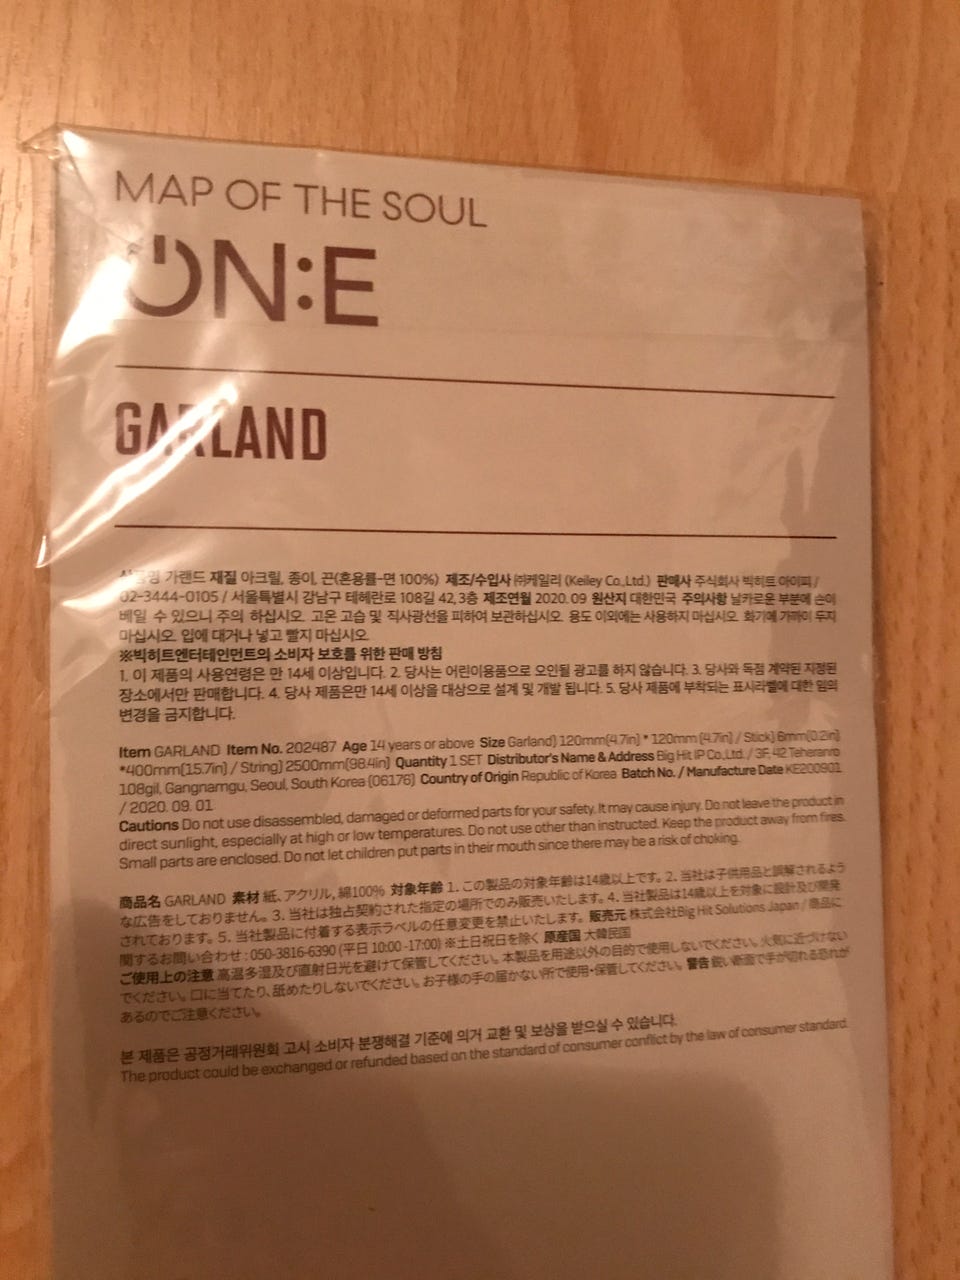 MAP OF THE SOUL
ON:E
GARLAND
가랜드 재질 아크릴, 종이, 끈(혼용률-면 100%) 제조/수입사 ㈜케일리 (Keiley Co.,Ltd.) 판매사 주식회사 빅히트 아이피 /
02-3444-0105 / 서울특별시 강남구 테헤란로 108길 42, 3층 제조연월 2020. 09 원산지 대한민국 주의사항 날카로운 부분에 손이
베일 수 있으니 주의 하십시오. 고온 고습 및 직사광선을 피하여 보관하십시오. 용도 이외에는 사용하지 마십시오. 화기에 가까이 두지
마십시오. 입에 대거나 넣고 빨지 마십시오.
※빅히트엔터테인먼트의 소비자 보호를 위한 판매 방침
1. 이 제품의 사용연령은 만 14세 이상입니다. 2. 당사는 어린이용품으로 오인될 광고를 하지 않습니다. 3. 당사와 독점 계약된 지정된
장소에서만 판매합니다. 4. 당사 제품은만 14세 이상을 대상으로 설계 및 개발 됩니다. 5. 당사 제품에 부착되는 표시라벨에 대한 임의
변경을 금지합니다.
Item GARLAND Item No. 202487 Age 14 years or above Size Garland) 120mm(4.7in) * 120mm (4.7in) / Stick) 6mm(0.2in)
*400mm(15.7in) / String) 2500mm(98.4in) Quantity 1 SET Distributor's Name & Address Big Hit IP Co.,Ltd. / 3F, 42 Teheranro
108gil, Gangnamgu, Seoul, South Korea (06176) Country of Origin Republic of Korea Batch No. / Manufacture Date KE200901
/ 2020. 09. 01
Cautions Do not use disassembled, damaged or deformed parts for your safety. It may cause injury. Do not leave the product in
direct sunlight, especially at high or low temperatures. Do not use other than instructed. Keep the product away from fires.
Small parts are enclosed. Do not let children put parts in their mouth since there may be a risk of choking.
商品名 GARLAND 素材 紙、アクリル, 綿100% 対象年齢 1. この製品の対象年齢は14歳以上です。2. 当社は子供用品と誤解されるよう
な広告をしておりません。3. 当社は独占契約された指定の場所でのみ販売いたします。4. 当社製品は14歳以上を対象に設計及び開発
されております。5. 当社製品に付着する表示ラベルの任意変更を禁止いたします。販売元 株式会社Big Hit Solutions Japan / 商品に
関するお問い合わせ : 050-3816-6390 (平日 10:00 -17:00) ※土日祝日を除く 原産国 大韓民国
ご使用上の注意 高温多湿及び直射日光を避けて保管してください。本製品を用途以外の目的で使用しないでください。火気に近づけない
でください。口に当てたり、舐めたりしないでください。お子様の手の届かない所で使用・保管してください。警告 鋭い断面で手が切れる恐れが
あるのでご注意ください。
본 제품은 공정거래위원회 고시 소비자 분쟁해결 기준에 의거 교환 및 보상을 받으실 수 있습니다.
The product could be exchanged or refunded based on the standard of consumer conflict by the law of consumer standard.